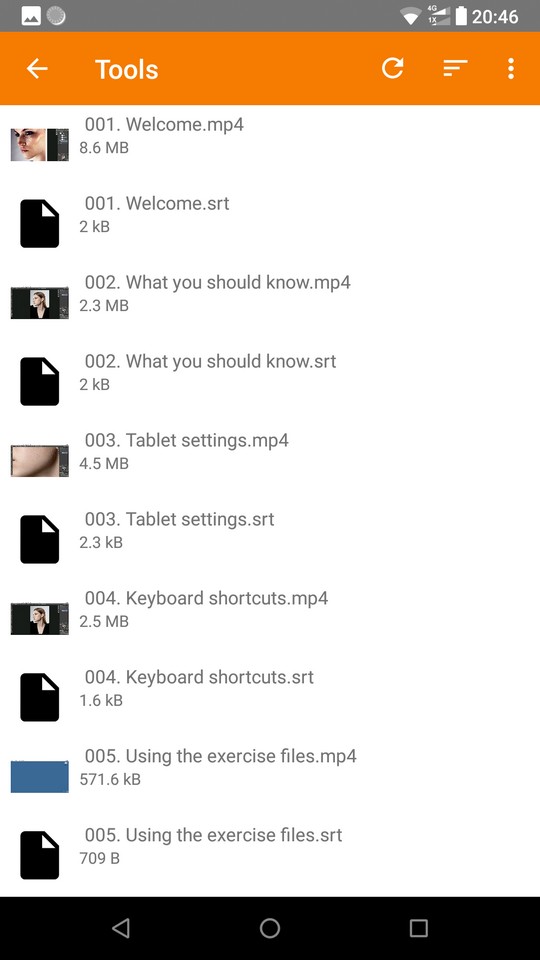 4G
1X
20:46
Tools
001. Welcome.mp4
8.6 MB
001. Welcome.srt
2 kB
002. What you should know.mp4
2.3 MB
002. What you should know.srt
2 kB
003. Tablet settings.mp4
4.5 MB
003. Tablet settings.srt
2.3 kB
004. Keyboard shortcuts.mp4
2.5 MB
004. Keyboard shortcuts.srt
1.6 kB
005. Using the exercise files.mp4
571.6 kB
005. Using the exercise files.srt
709 B